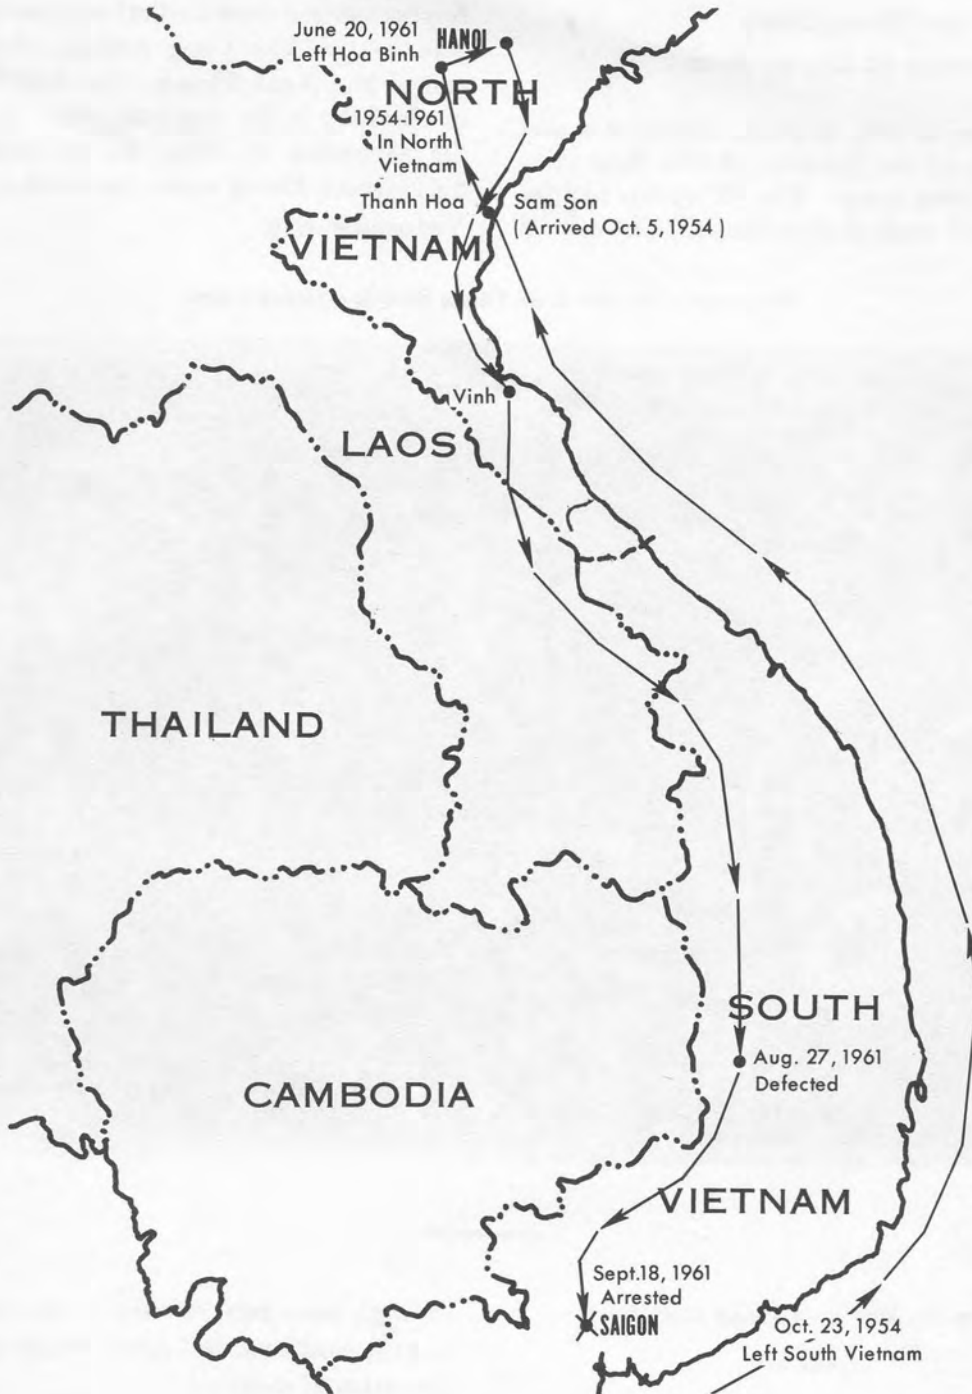 June 20, 1961
Left Hoa Binh
HANOI
NORTH
1954-1961
In North
Vietnam
Thanh Hoa
Sam Son
(Arrived Oct. 5, 1954)
VIETNAM
Vinh
LAOS
THAILAND
CAMBODIA
SOUTH
Aug. 27, 1961
Defected
VIETNAM
Sept.18, 1961
Arrested
SAIGON
Oct. 23, 1954
Left South Vietnam